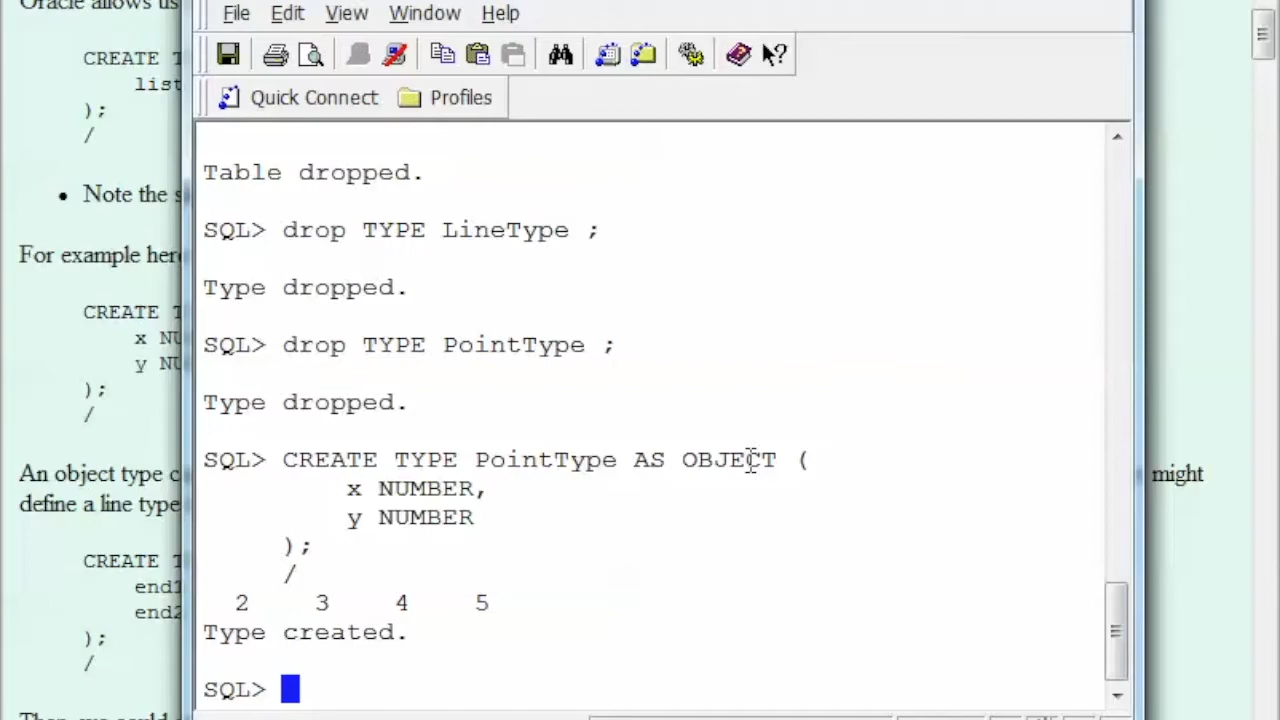 Oracle allows us
File Edit View Window Help
CREATE T
list
);
/
Quick Connect Profiles
Table dropped.
Note the s
SQL> drop TYPE LineType ;
For example here
Type dropped.
CREATE T
x NU
y NU
);
/
SQL> drop TYPE PointType ;
Type dropped.
SQL> CREATE TYPE PointType AS OBJECT (
x NUMBER,
y NUMBER
);
/
2 3 4 5
Type created.
SQL>
An object type c
might
define a line type
CREATE T
end1
end2
);
/